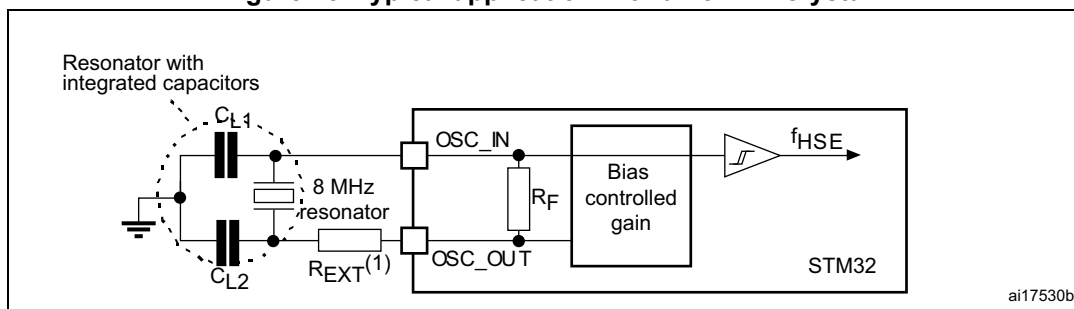 Resonator with
integrated capacitors
CL1
OSC_IN
fHSE
8 MHz
resonator
RF
Bias
controlled
gain
REXT(1)
OSC_OUT
CL2
STM32
ai17530b